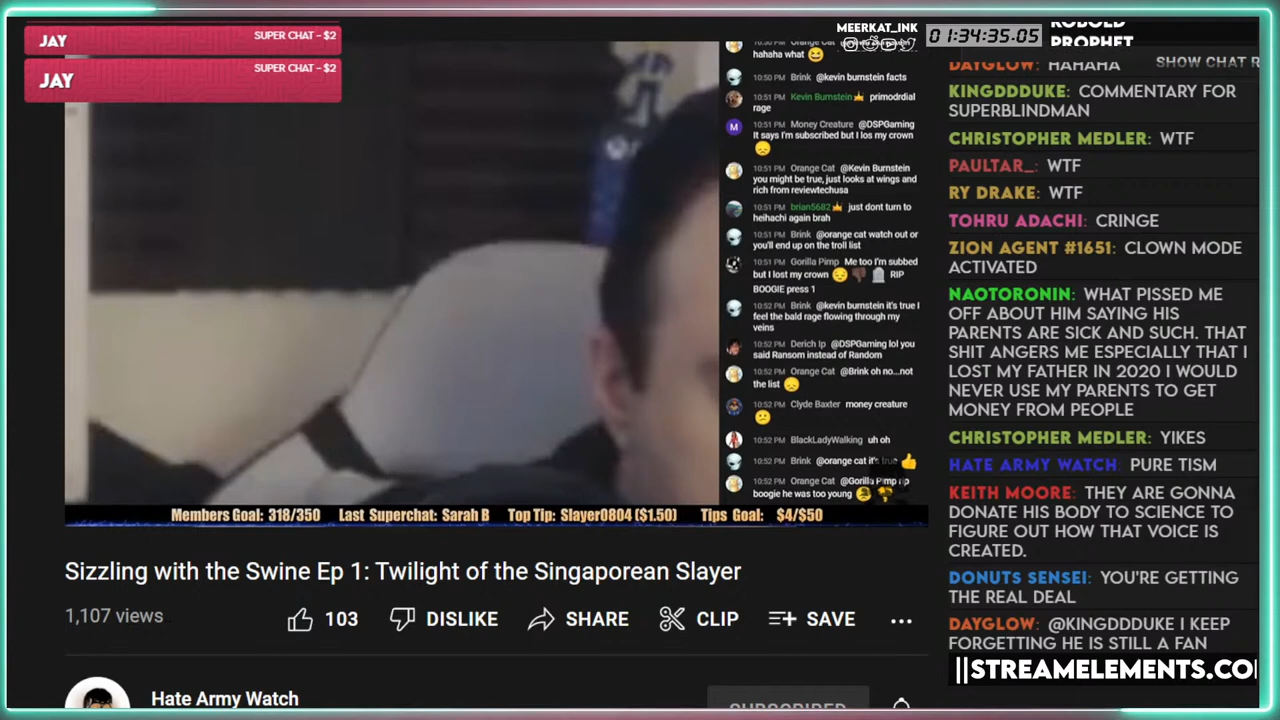 JAY
SUPER CHAT - $2
JAY
SUPER CHAT - $2
MEERKAT_INK
01:34:35.05
KOBOLD
PROPHET
hahaha what 😆
10:50 PM Brink @kevin burnstein facts
10:51 PM Kevin Burnstein👑 primodrdial
rage
10:51 PM Money Creature @DSPGaming
It says I'm subscribed but I los my crown
😞
10:51 PM Orange Cat @Kevin Burnstein
you might be true, just looks at wings and
rich from reviewtechusa
10:51 PM brian5682👑 just dont turn to
heihachi again brah
10:51 PM Brink @orange cat watch out or
you'll end up on the troll list
10:51 PM Gorilla Pimp Me too I'm subbed
but I lost my crown 😔 👎🏿 🪦 RIP
BOOGIE press 1
10:52 PM Brink @kevin burnstein it's true I
feel the bald rage flowing through my
veins
10:52 PM Derich Ip @DSPGaming lol you
said Ransom instead of Random
10:52 PM Orange Cat @Brink oh no...not
the list 😞
10:52 PM Clyde Baxter money creature
😕
10:52 PM BlackLadyWalking uh oh
10:52 PM Brink @orange cat it's true 👍
10:52 PM Orange Cat @Gorilla Pimp rip
boogie he was too young
Members Goal: 318/350 Last Superchat: Sarah B Top Tip: Slayer0804 ($1.50) Tips Goal: $4/$50
Sizzling with the Swine Ep 1: Twilight of the Singaporean Slayer
1,107 views
103
DISLIKE
SHARE
CLIP
SAVE
Hate Army Watch
SUBSCRIBED
DAYGLOW: HAHAHA
SHOW CHAT R
KINGDDDUKE: COMMENTARY FOR
SUPERBLINDMAN
CHRISTOPHER MEDLER: WTF
PAULTAR_: WTF
RY DRAKE: WTF
TOHRU ADACHI: CRINGE
ZION AGENT #1651: CLOWN MODE
ACTIVATED
NAOTORONIN: WHAT PISSED ME
OFF ABOUT HIM SAYING HIS
PARENTS ARE SICK AND SUCH. THAT
SHIT ANGERS ME ESPECIALLY THAT I
LOST MY FATHER IN 2020 I WOULD
NEVER USE MY PARENTS TO GET
MONEY FROM PEOPLE
CHRISTOPHER MEDLER: YIKES
HATE ARMY WATCH: PURE TISM
KEITH MOORE: THEY ARE GONNA
DONATE HIS BODY TO SCIENCE TO
FIGURE OUT HOW THAT VOICE IS
CREATED.
DONUTS SENSEI: YOU'RE GETTING
THE REAL DEAL
DAYGLOW: @KINGDDDUKE I KEEP
FORGETTING HE IS STILL A FAN
||STREAMELEMENTS.CO